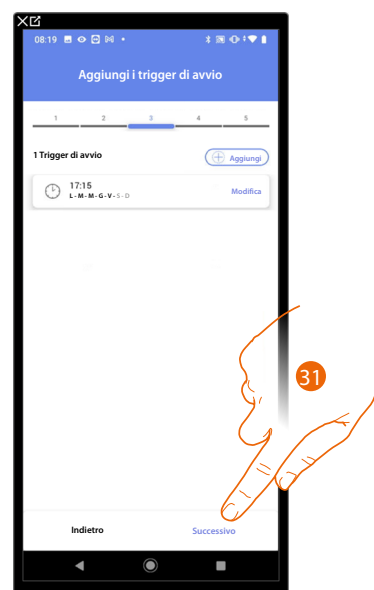 08:19
Aggiungi i trigger di avvio
1 2 3 4 5
1 Trigger di avvio Aggiungi
17:15
L-M-M-G-V-S-D Modifica
31
Indietro Successivo